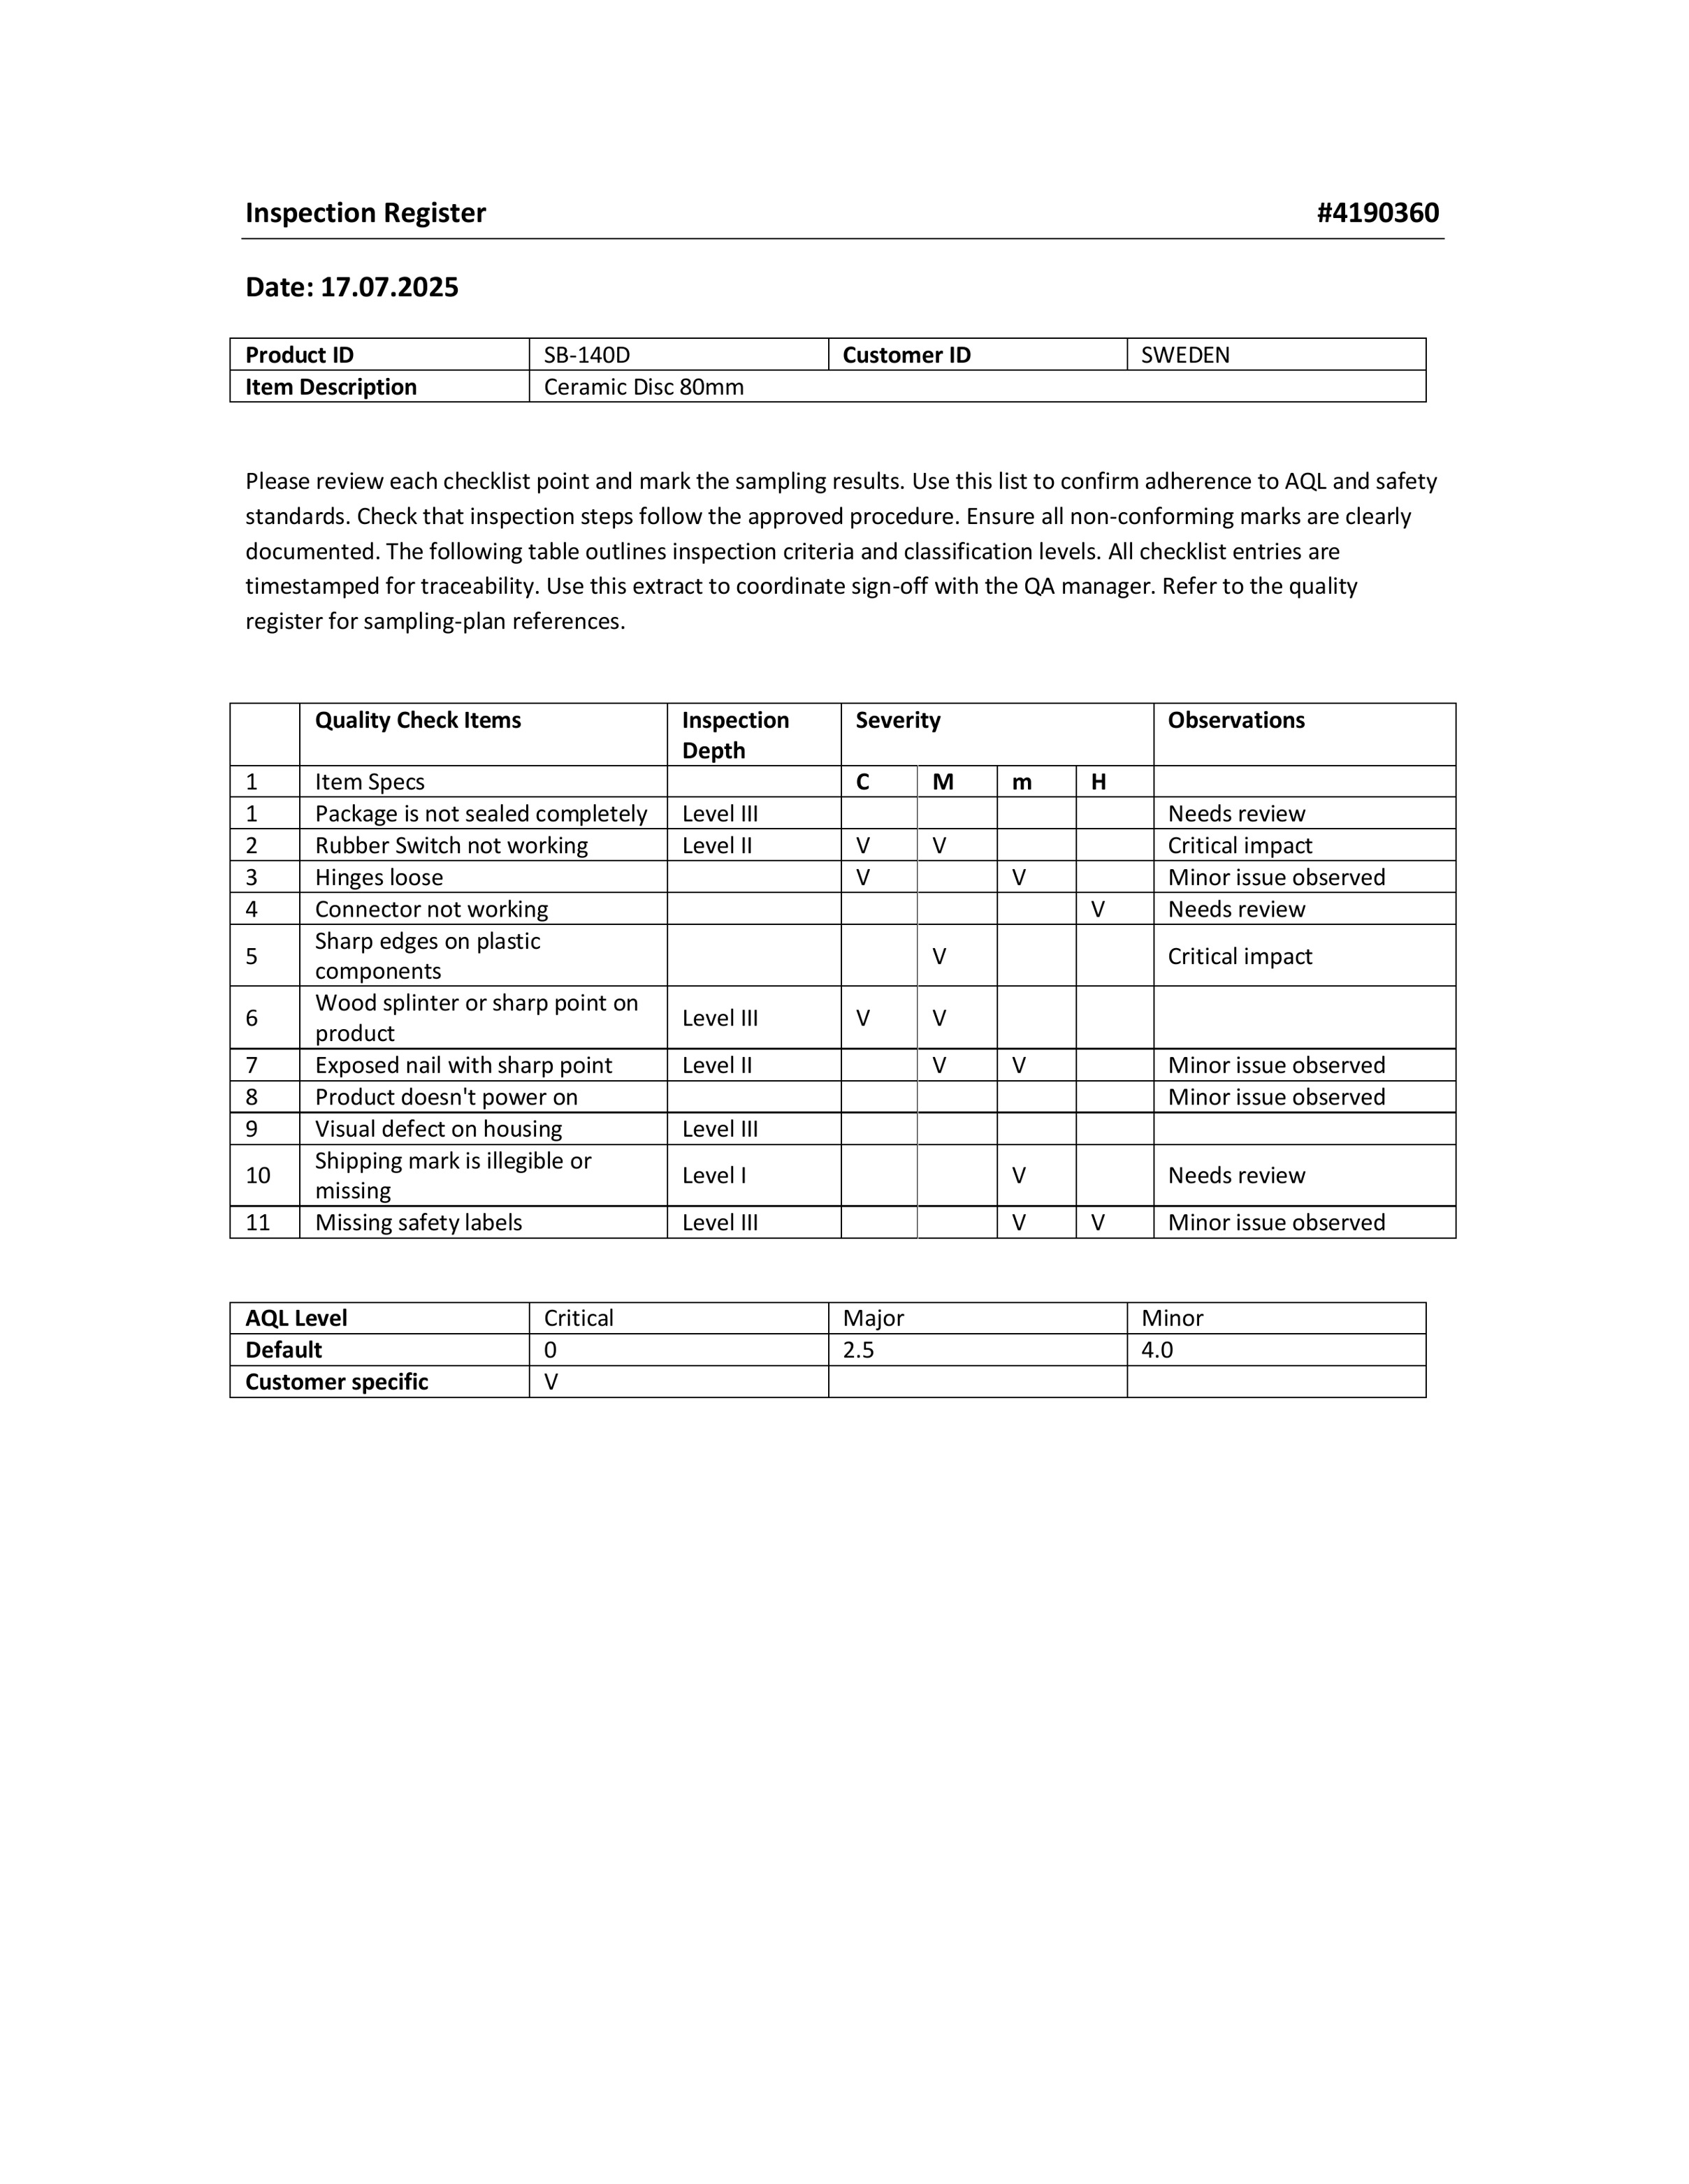 Inspection Register #4190360
Date: 17.07.2025
Product ID SB-140D Customer ID SWEDEN
Item Description Ceramic Disc 80mm
Please review each checklist point and mark the sampling results. Use this list to confirm adherence to AQL and safety
standards. Check that inspection steps follow the approved procedure. Ensure all non-conforming marks are clearly
documented. The following table outlines inspection criteria and classification levels. All checklist entries are
timestamped for traceability. Use this extract to coordinate sign-off with the QA manager. Refer to the quality
register for sampling-plan references.
Quality Check Items Inspection Depth Severity Observations
1 Item Specs C M m H
1 Package is not sealed completely Level III Needs review
2 Rubber Switch not working Level II V V Critical impact
3 Hinges loose V V Minor issue observed
4 Connector not working V Needs review
5 Sharp edges on plastic components V Critical impact
6 Wood splinter or sharp point on product Level III V V
7 Exposed nail with sharp point Level II V V Minor issue observed
8 Product doesn't power on Minor issue observed
9 Visual defect on housing Level III
10 Shipping mark is illegible or missing Level I V Needs review
11 Missing safety labels Level III V V Minor issue observed
AQL Level Critical Major Minor
Default 0 2.5 4.0
Customer specific V